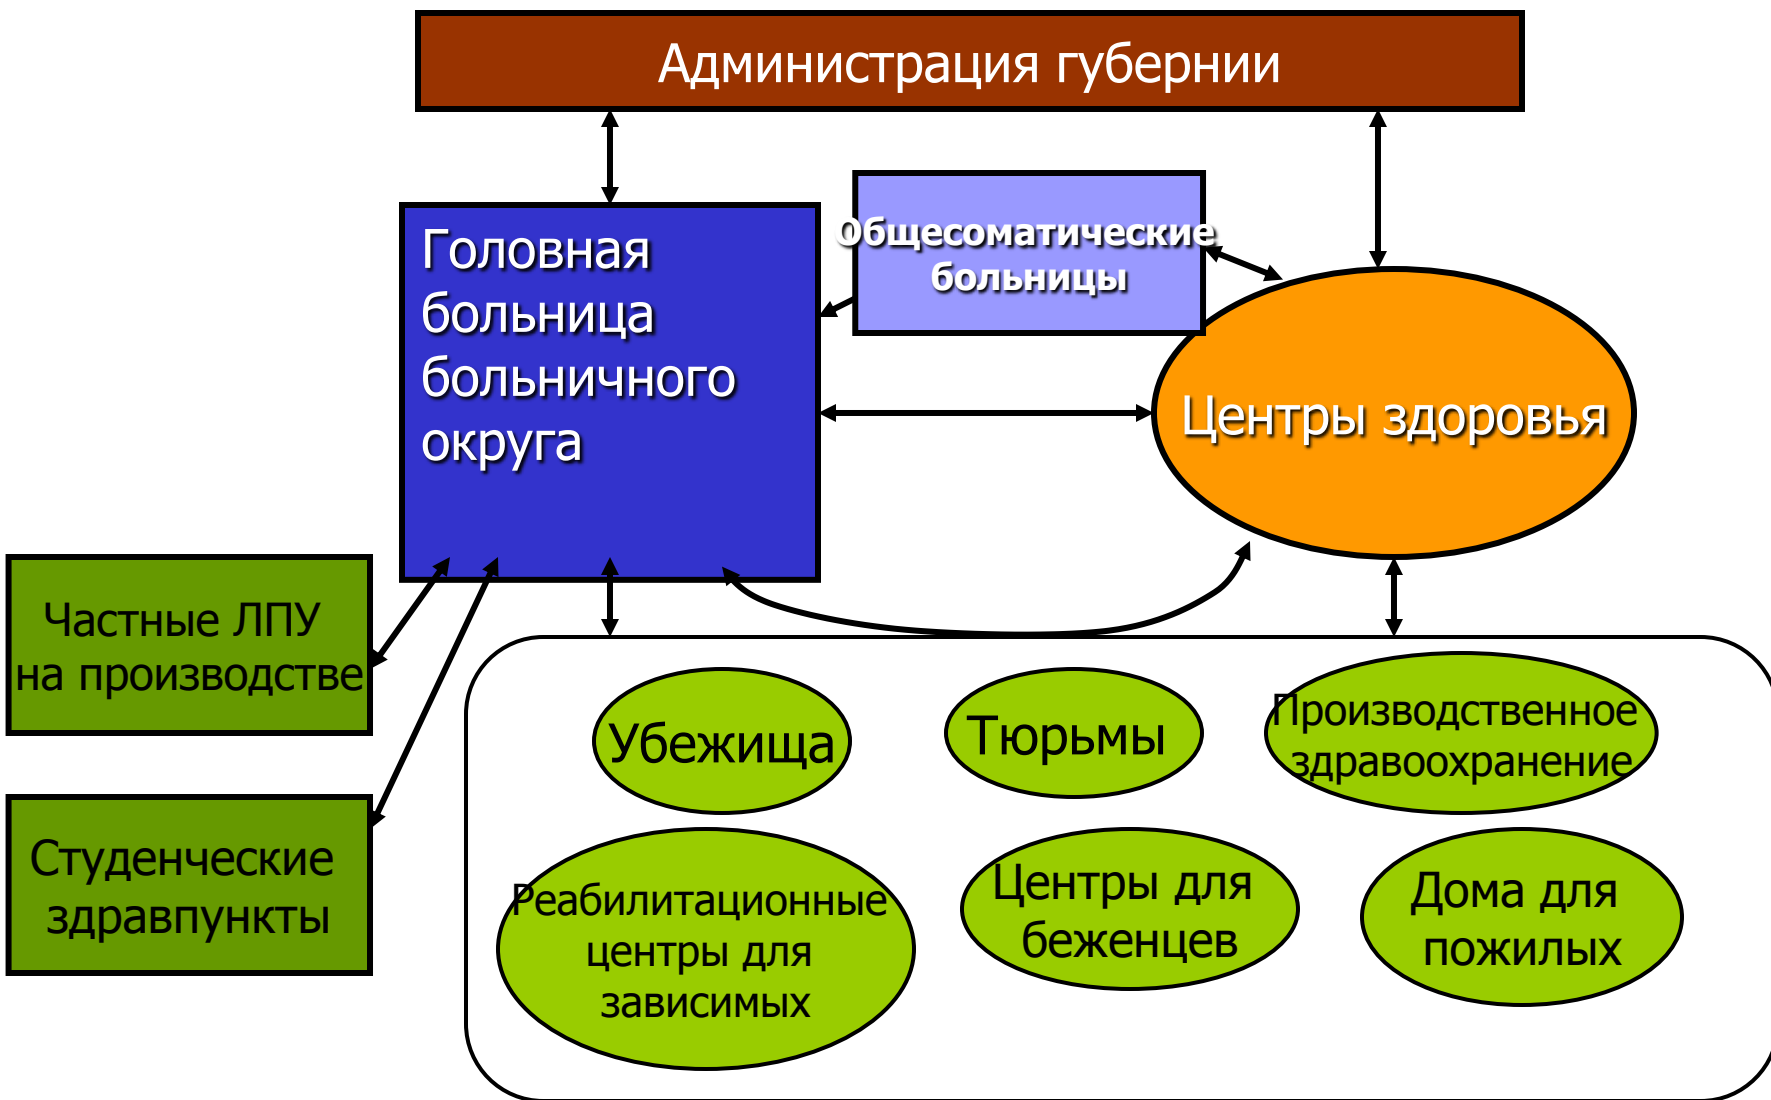 Администрация губернии
Общесоматические
больницы
Головная
больница
больничного
округа
Центры здоровья
Частные ЛПУ
на производстве
Студенческие
здравпункты
Убежища
Тюрьмы
Производственное
здравоохранение
Реабилитационные
центры для
зависимых
Центры для
беженцев
Дома для
пожилых